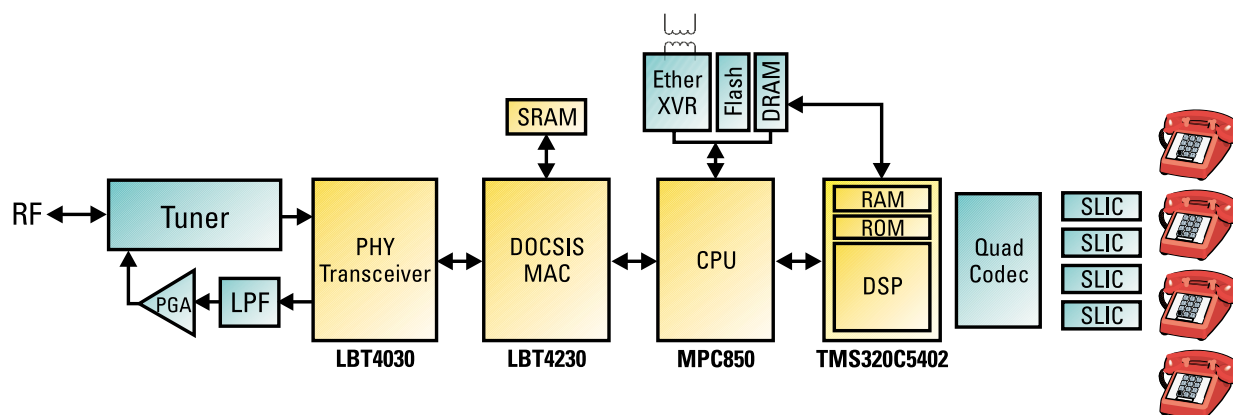 Ether
XVR
Flash
DRAM
SRAM
RF
Tuner
PGA
LPF
PHY
Transceiver
DOCSIS
MAC
CPU
RAM
ROM
DSP
Quad
Codec
SLIC
SLIC
SLIC
SLIC
LBT4030
LBT4230
MPC850
TMS320C5402